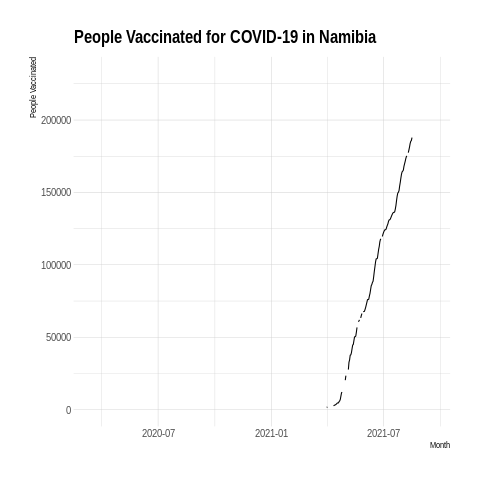 People Vaccinated for COVID-19 in Namibia
People Vaccinated
200000
150000
100000
50000
0
2020-07
2021-01
2021-07
Month